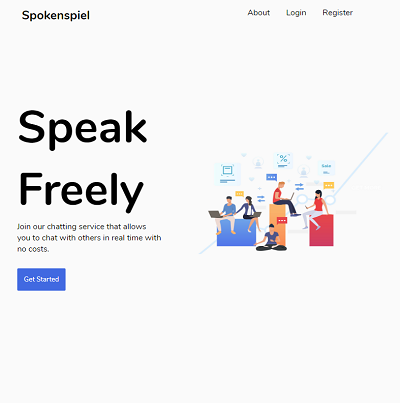 Spokenspiel
About Login Register
Speak
Freely
Join our chatting service that allows
you to chat with others in real time with
no costs.
Get Started